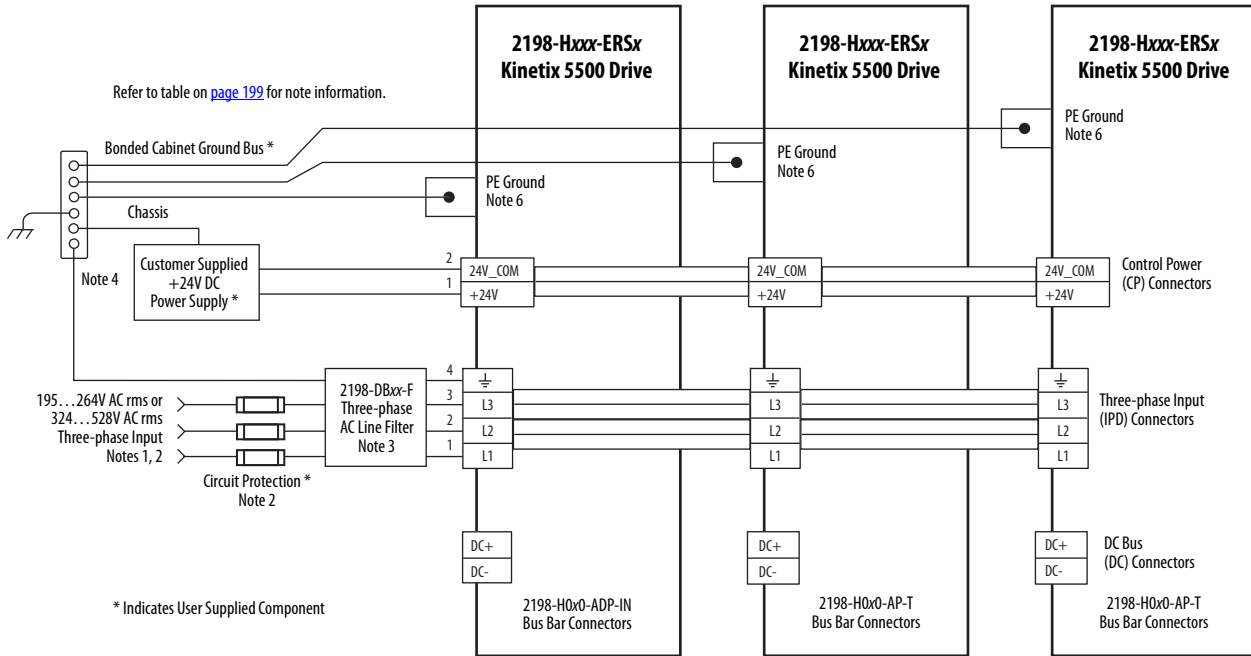 2198-Hxxx-ERSx
Kinetix 5500 Drive
2198-Hxxx-ERSx
Kinetix 5500 Drive
2198-Hxxx-ERSx
Kinetix 5500 Drive
Refer to table on page 199 for note information.
Bonded Cabinet Ground Bus *
PE Ground
Note 6
PE Ground
Note 6
PE Ground
Note 6
Chassis
Note 4
Customer Supplied
+24V DC
Power Supply *
2
1
24V_COM
+24V
24V_COM
+24V
24V_COM
+24V
Control Power
(CP) Connectors
195…264V AC rms or
324…528V AC rms
Three-phase Input
Notes 1, 2
Circuit Protection *
Note 2
2198-DBxx-F
Three-phase
AC Line Filter
Note 3
4
3
2
1
L3
L2
L1
L3
L2
L1
L3
L2
L1
Three-phase Input
(IPD) Connectors
DC+
DC-
DC+
DC-
DC+
DC-
DC Bus
(DC) Connectors
* Indicates User Supplied Component
2198-H0x0-ADP-IN
Bus Bar Connectors
2198-H0x0-AP-T
Bus Bar Connectors
2198-H0x0-AP-T
Bus Bar Connectors